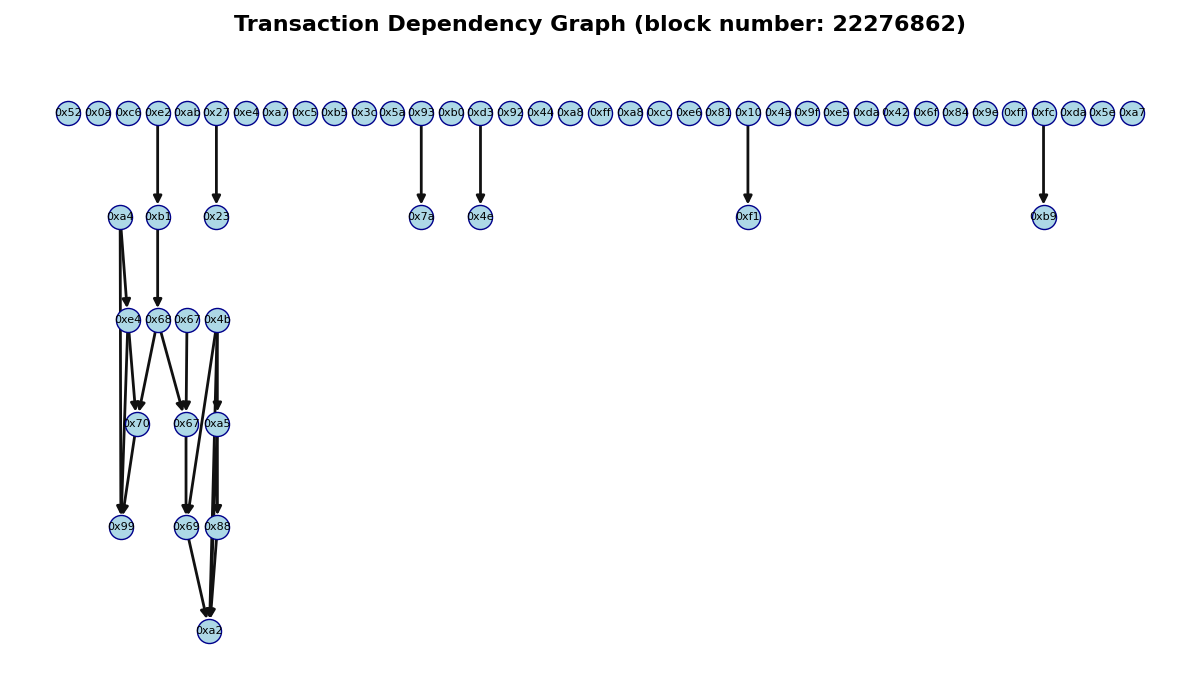 Transaction Dependency Graph (block number: 22276862)
0x52 0x0a 0xc6 0xe2 0xab 0x27 0xe4 0xa7 0xc5 0xb5 0x3c 0x5a 0x93 0xb0 0xd3 0x92 0x44 0xa8 0xff 0xa8 0xcc 0xe6 0x81 0x10 0x4a 0x9f 0xe5 0xda 0x42 0x6f 0x84 0x9e 0xff 0xfc 0xda 0x5e 0xa7
0xa4 0xb1 0x23 0x7a 0x4e 0xf1 0xb9
0xe4 0x68 0x67 0x4b
0x70 0x67 0xa5
0x99 0x69 0x88
0xa2